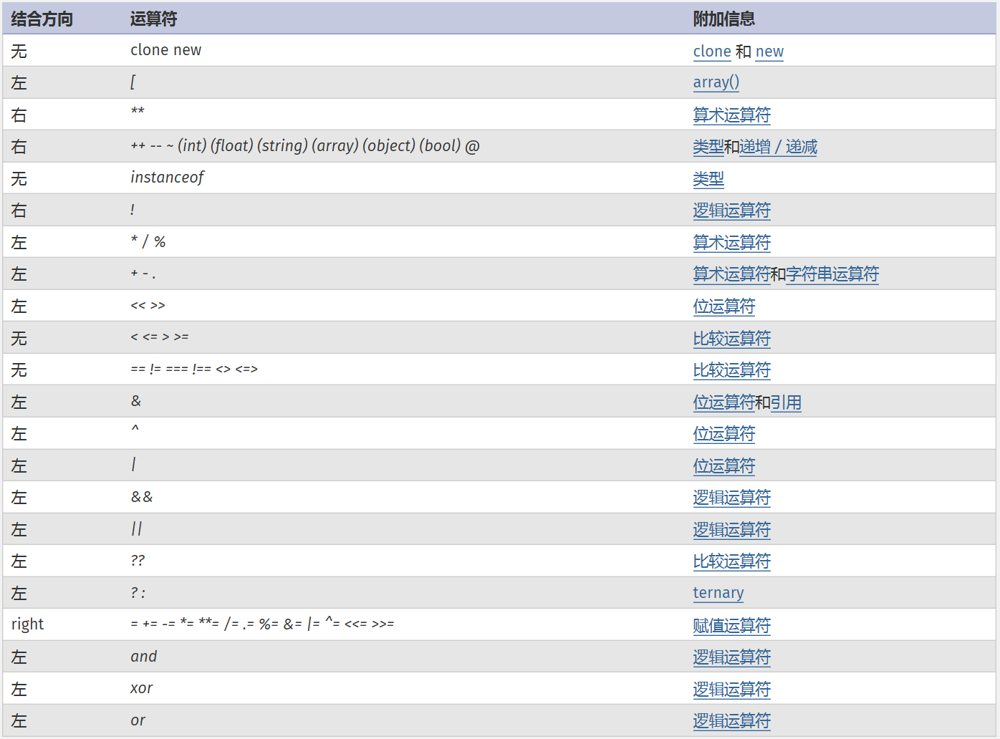 结合方向 运算符 附加信息
无 clone new clone 和 new
左 [ array()
右 ** 算术运算符
右 ++ -- ~ (int) (float) (string) (array) (object) (bool) @ 类型和递增 / 递减
无 instanceof 类型
右 ! 逻辑运算符
左 * / % 算术运算符
左 + - . 算术运算符和字符串运算符
左 << >> 位运算符
无 < <= > >= 比较运算符
无 == != === !== <> <=> 比较运算符
左 & 位运算符和引用
左 ^ 位运算符
左 | 位运算符
左 && 逻辑运算符
左 || 逻辑运算符
左 ?? 比较运算符
左 ? : ternary
right = += -= *= **= /= .= %= &= |= ^= <<= >>= 赋值运算符
左 and 逻辑运算符
左 xor 逻辑运算符
左 or 逻辑运算符